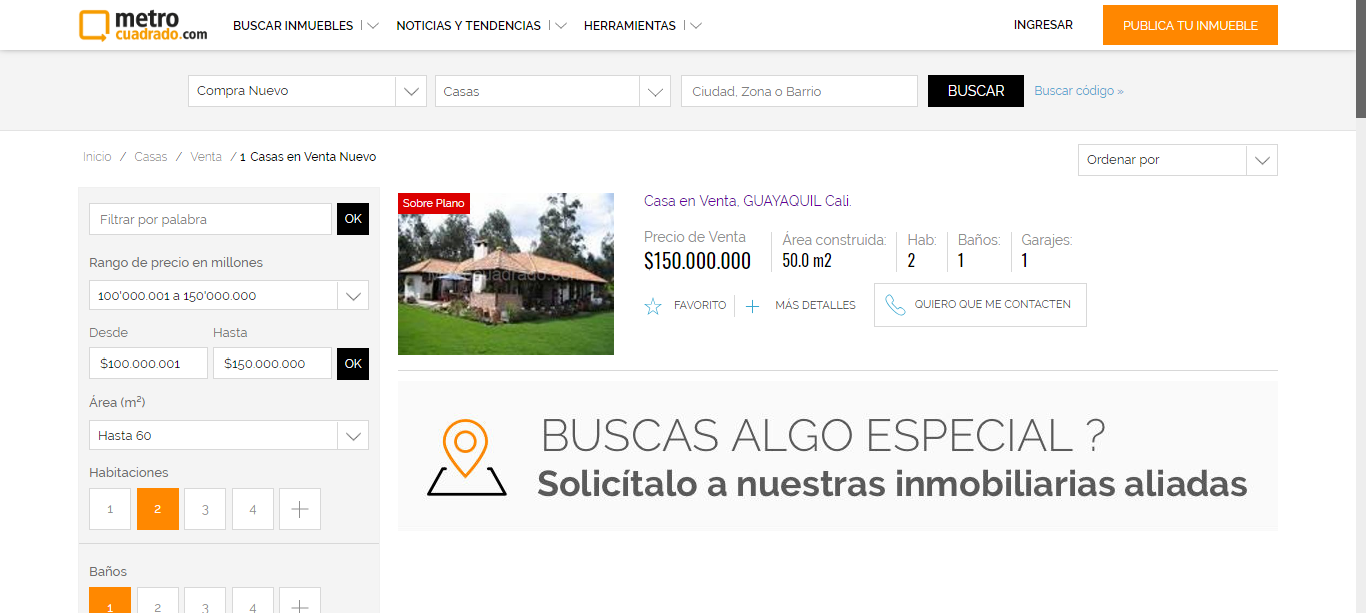 metro
cuadrado.com
BUSCAR INMUEBLES
NOTICIAS Y TENDENCIAS
HERRAMIENTAS
INGRESAR
PUBLICA TU INMUEBLE
Compra Nuevo
Casas
Ciudad, Zona o Barrio
BUSCAR
Buscar código »
Inicio / Casas / Venta / 1 Casas en Venta Nuevo
Ordenar por
Filtrar por palabra
OK
Rango de precio en millones
100'000.001 a 150'000.000
Desde
Hasta
$100.000.001
$150.000.000
OK
Área (m²)
Hasta 60
Habitaciones
1 2 3 4 +
Baños
1 2 3 4 +
Sobre Plano
Casa en Venta, GUAYAQUIL Cali.
Precio de Venta
$150.000.000
Área construida:
50.0 m2
Hab:
2
Baños:
1
Garajes:
1
FAVORITO
MÁS DETALLES
QUIERO QUE ME CONTACTEN
BUSCAS ALGO ESPECIAL ?
Solicítalo a nuestras inmobiliarias aliadas